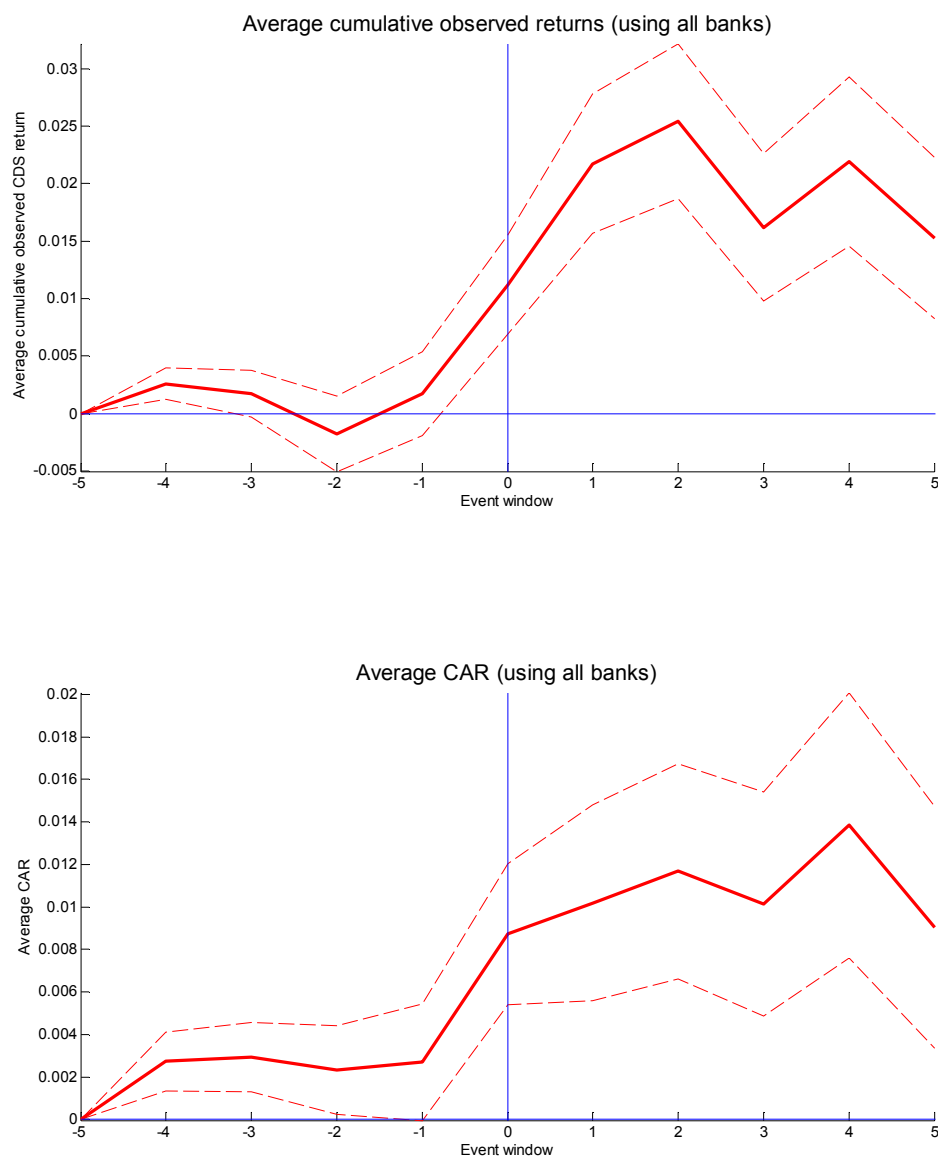 Average cumulative observed returns (using all banks)
Average cumulative observed CDS return
0.03
0.025
0.02
0.015
0.01
0.005
0
-0.005
-5 -4 -3 -2 -1 0 1 2 3 4 5
Event window
Average CAR (using all banks)
Average CAR
0.02
0.018
0.016
0.014
0.012
0.01
0.008
0.006
0.004
0.002
0
-5 -4 -3 -2 -1 0 1 2 3 4 5
Event window